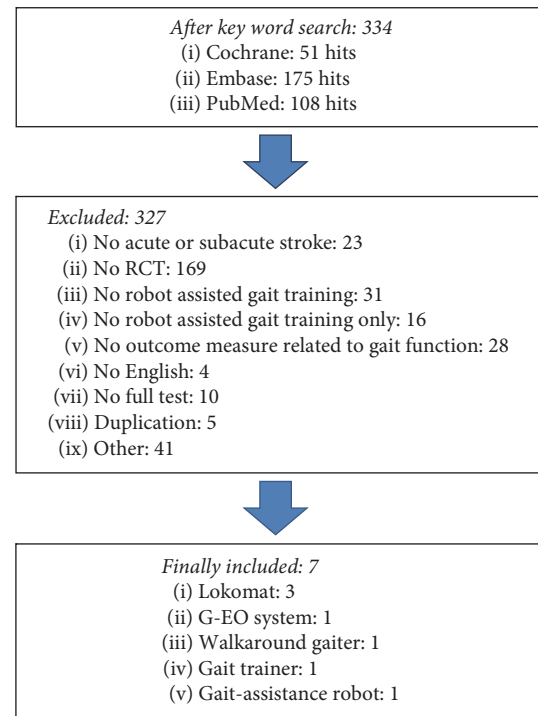 After key word search: 334
(i) Cochrane: 51 hits
(ii) Embase: 175 hits
(iii) PubMed: 108 hits
Excluded: 327
(i) No acute or subacute stroke: 23
(ii) No RCT: 169
(iii) No robot assisted gait training: 31
(iv) No robot assisted gait training only: 16
(v) No outcome measure related to gait function: 28
(vi) No English: 4
(vii) No full test: 10
(viii) Duplication: 5
(ix) Other: 41
Finally included: 7
(i) Lokomat: 3
(ii) G-EO system: 1
(iii) Walkaround gaiter: 1
(iv) Gait trainer: 1
(v) Gait-assistance robot: 1